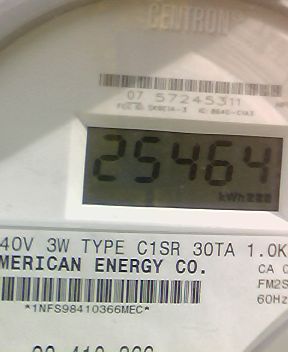 CENTRON
07 57245311
25464
kWh
40V 3W TYPE C1SR 30TA 1.0K
MERICAN ENERGY CO.
CA 0
FM2S
60Hz
*1NFS98410366MEC*